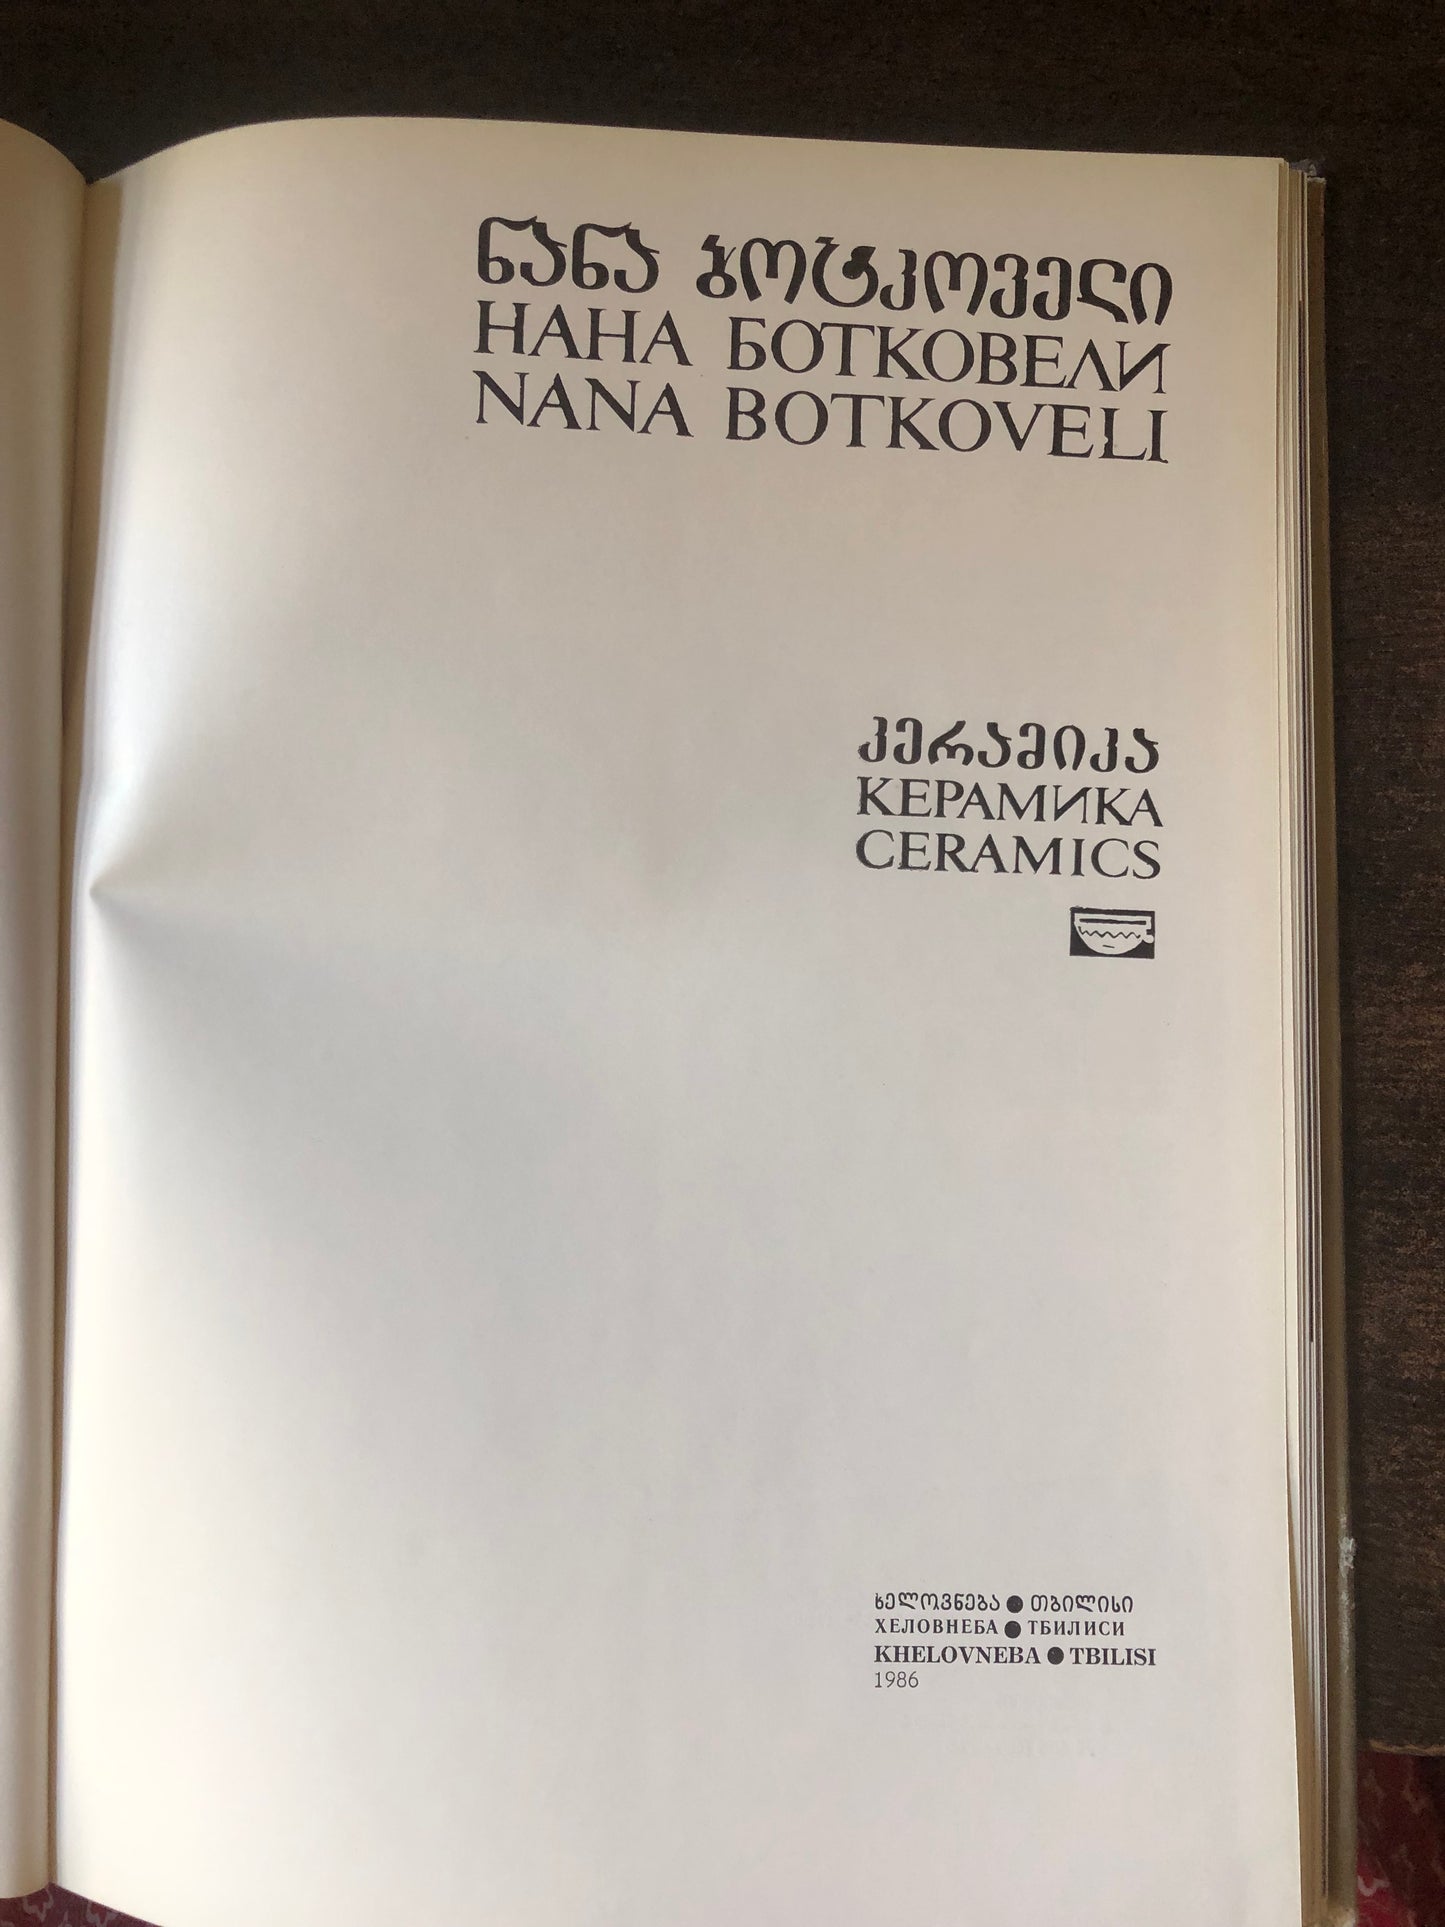 ნანა ბოტკოველი
НАНА БОТКОВЕЛИ
NANA BOTKOVELI
კერამიკა
КЕРАМИКА
CERAMICS
ხელოვნება ● თბილისი
ХЕЛОВНЕБА ● ТБИЛИСИ
KHELOVNEBA ● TBILISI
1986